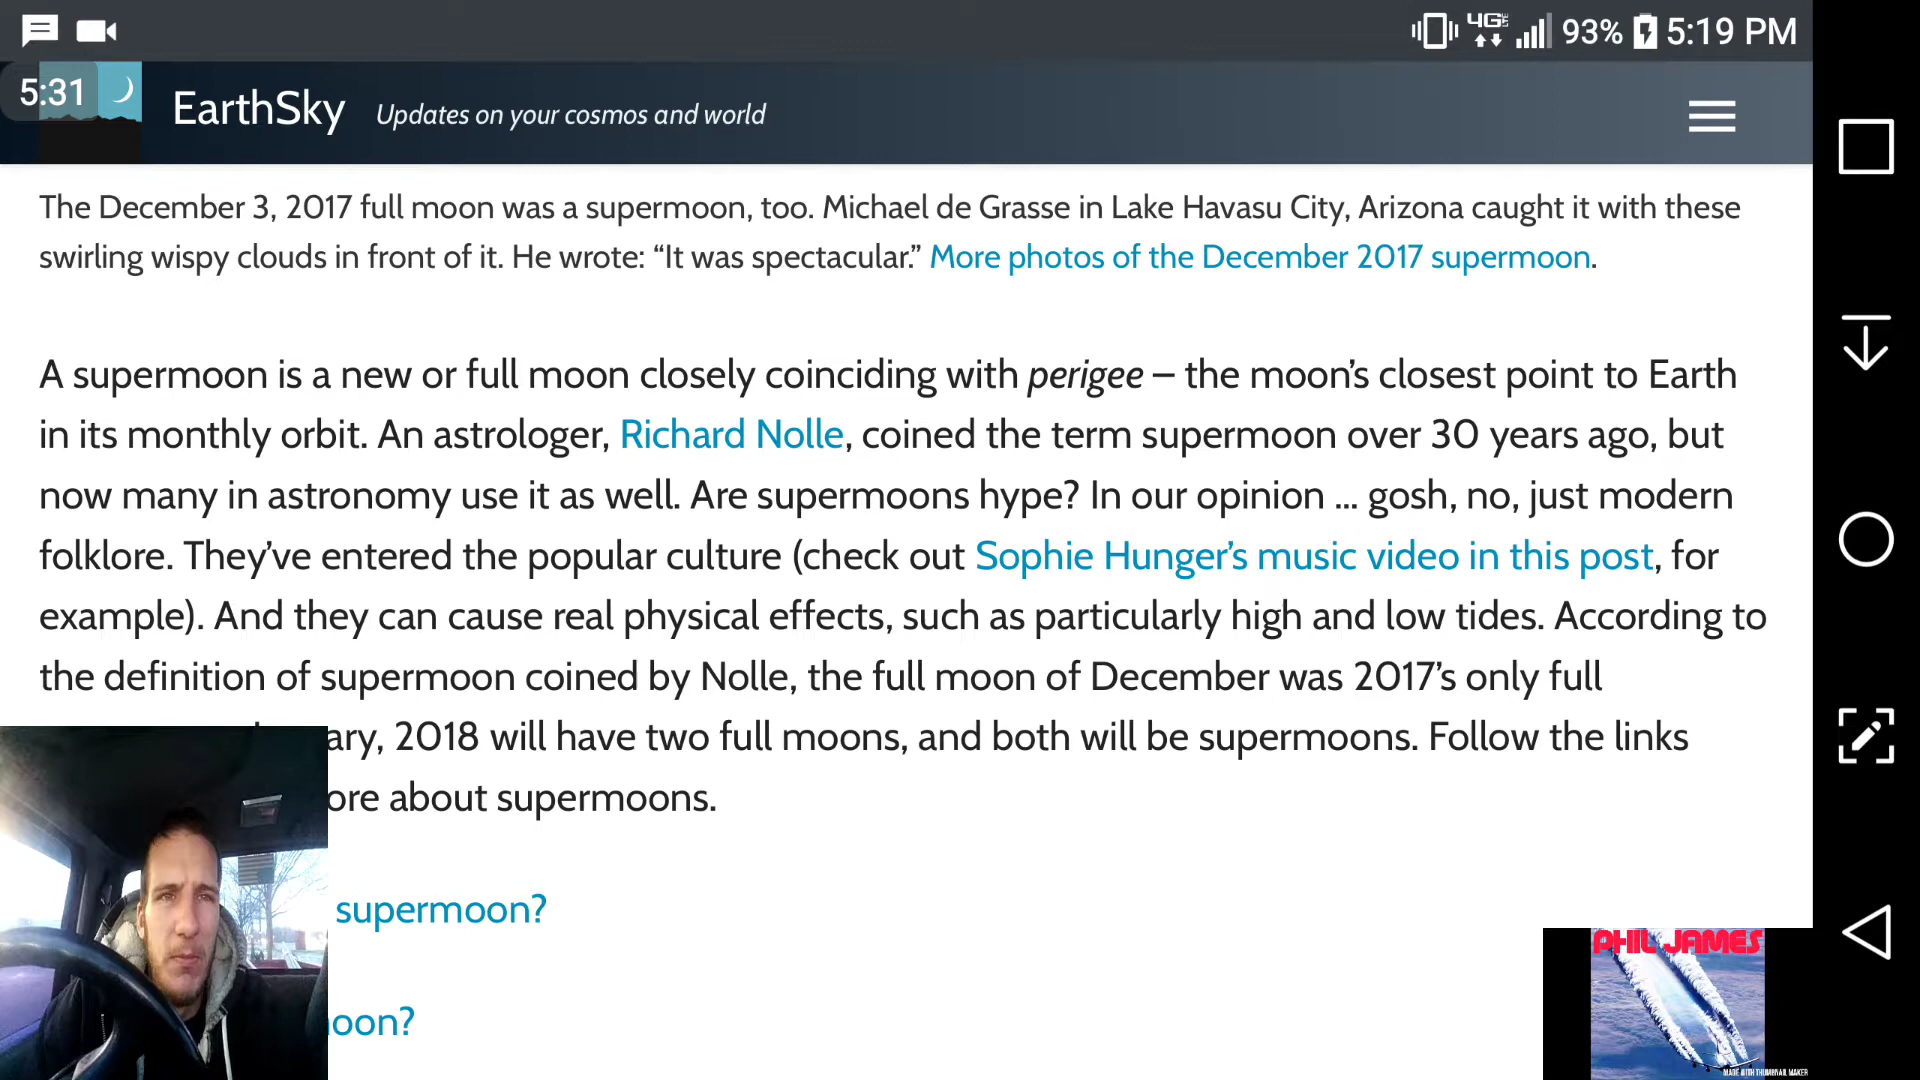 93% 5:19 PM
5:31
EarthSky Updates on your cosmos and world
The December 3, 2017 full moon was a supermoon, too. Michael de Grasse in Lake Havasu City, Arizona caught it with these
swirling wispy clouds in front of it. He wrote: “It was spectacular.” More photos of the December 2017 supermoon.
A supermoon is a new or full moon closely coinciding with perigee – the moon’s closest point to Earth
in its monthly orbit. An astrologer, Richard Nolle, coined the term supermoon over 30 years ago, but
now many in astronomy use it as well. Are supermoons hype? In our opinion ... gosh, no, just modern
folklore. They’ve entered the popular culture (check out Sophie Hunger’s music video in this post, for
example). And they can cause real physical effects, such as particularly high and low tides. According to
the definition of supermoon coined by Nolle, the full moon of December was 2017’s only full
ary, 2018 will have two full moons, and both will be supermoons. Follow the links
ore about supermoons.
supermoon?
oon?
PHIL JAMES
MADE WITH THUMBNAIL MAKER